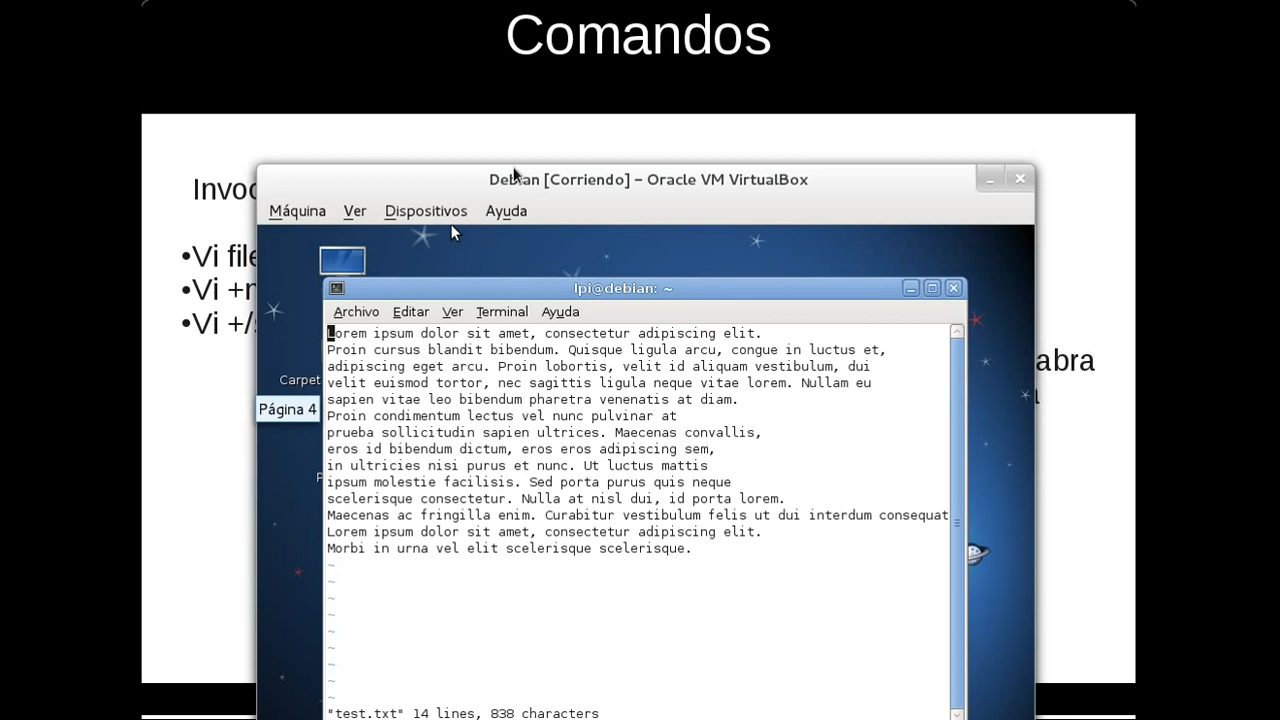 Comandos
Debian [Corriendo] – Oracle VM VirtualBox
Máquina Ver Dispositivos Ayuda
•Vi file
lpi@debian: ~
Archivo Editar Ver Terminal Ayuda
Lorem ipsum dolor sit amet, consectetur adipiscing elit.
Proin cursus blandit bibendum. Quisque ligula arcu, congue in luctus et,
adipiscing eget arcu. Proin lobortis, velit id aliquam vestibulum, dui
velit euismod tortor, nec sagittis ligula neque vitae lorem. Nullam eu
sapien vitae leo bibendum pharetra venenatis at diam.
Proin condimentum lectus vel nunc pulvinar at
prueba sollicitudin sapien ultrices. Maecenas convallis,
eros id bibendum dictum, eros eros adipiscing sem,
in ultricies nisi purus et nunc. Ut luctus mattis
ipsum molestie facilisis. Sed porta purus quis neque
scelerisque consectetur. Nulla at nisl dui, id porta lorem.
Maecenas ac fringilla enim. Curabitur vestibulum felis ut dui interdum consequat
Lorem ipsum dolor sit amet, consectetur adipiscing elit.
Morbi in urna vel elit scelerisque scelerisque.
~
~
~
~
~
~
~
~
~
"test.txt" 14 lines, 838 characters
Invoc
•Vi +n
•Vi +/
abra
Carpet
Página 4